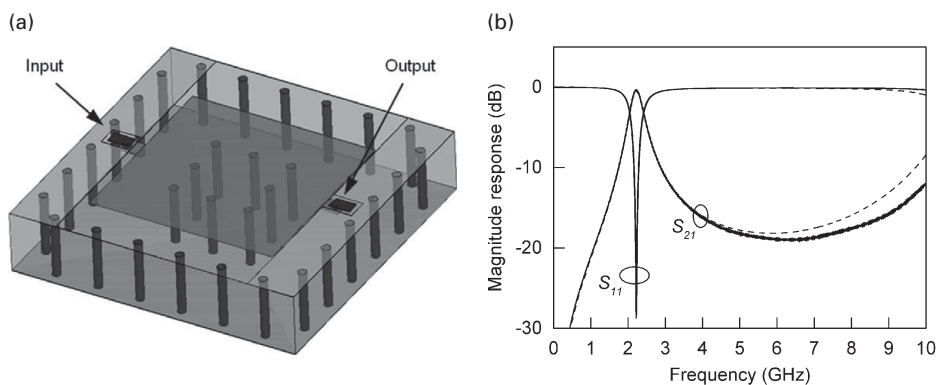 (a)
Input
Output
(b)
Magnitude response (dB)
0
-10
-20
-30
S21
S11
0 1 2 3 4 5 6 7 8 9 10
Frequency (GHz)